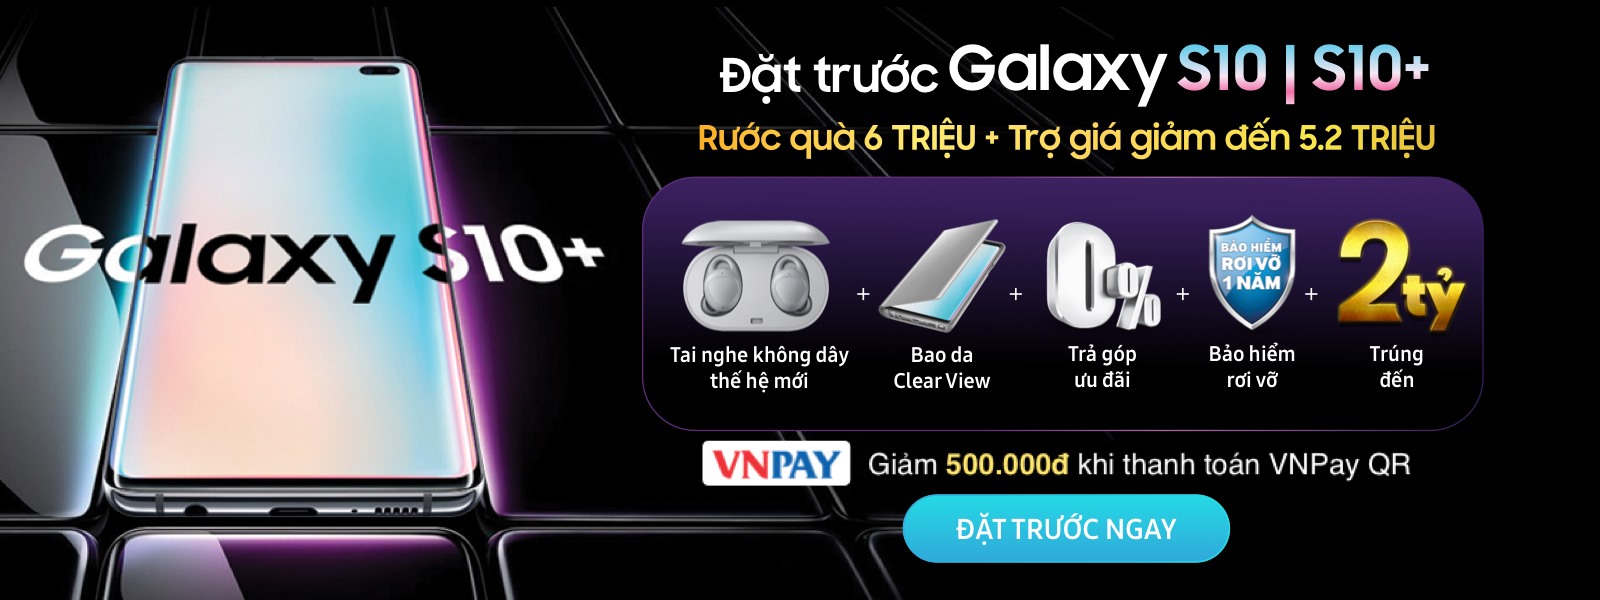 Galaxy S10+
Đặt trước Galaxy S10 | S10+
Rước quà 6 TRIỆU + Trợ giá giảm đến 5.2 TRIỆU
Tai nghe không dây
thế hệ mới
+
Bao da
Clear View
+
0%
Trả góp
ưu đãi
+
BẢO HIỂM
RƠI VỠ
1 NĂM
Bảo hiểm
rơi vỡ
+
2 tỷ
Trúng
đến
VNPAY Giảm 500.000đ khi thanh toán VNPay QR
ĐẶT TRƯỚC NGAY